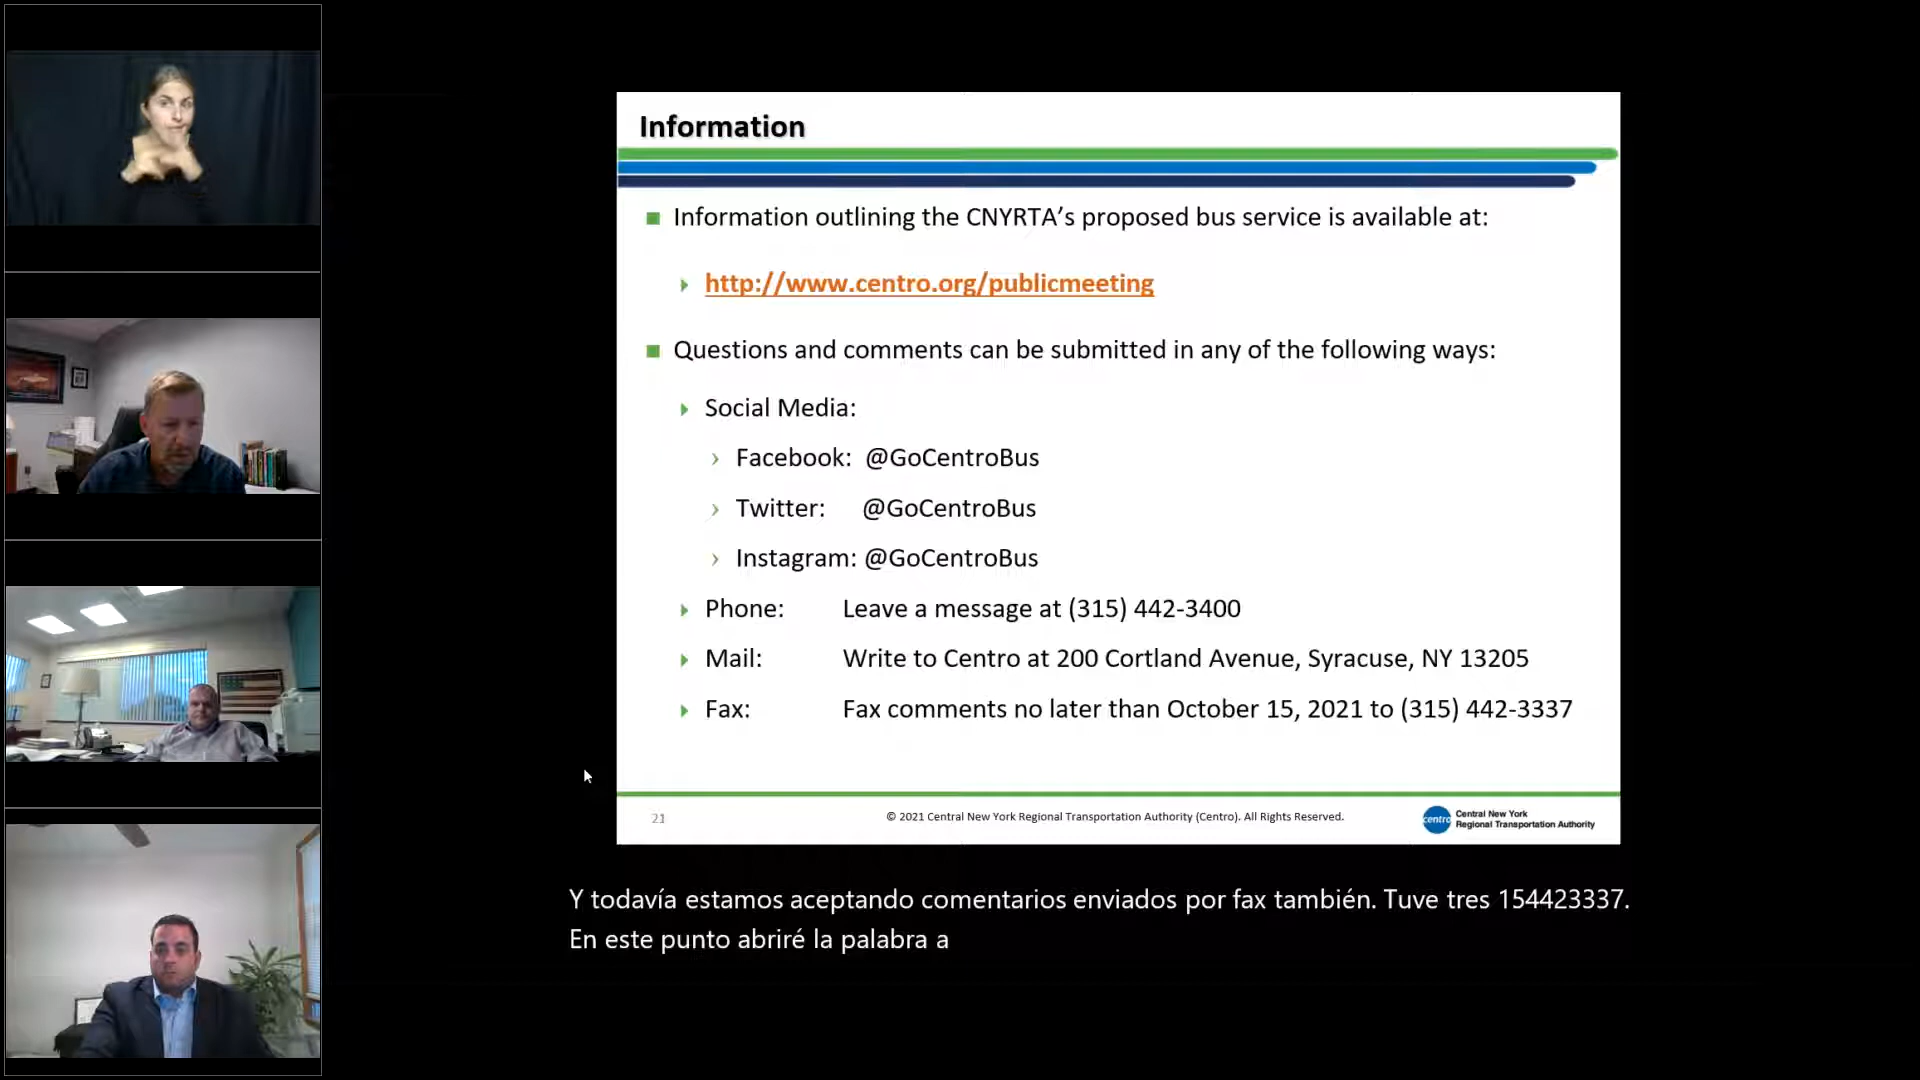 Information
Information outlining the CNYRTA’s proposed bus service is available at:
http://www.centro.org/publicmeeting
Questions and comments can be submitted in any of the following ways:
Social Media:
Facebook: @GoCentroBus
Twitter: @GoCentroBus
Instagram: @GoCentroBus
Phone: Leave a message at (315) 442-3400
Mail: Write to Centro at 200 Cortland Avenue, Syracuse, NY 13205
Fax: Fax comments no later than October 15, 2021 to (315) 442-3337
21
© 2021 Central New York Regional Transportation Authority (Centro). All Rights Reserved.
centro
Central New York
Regional Transportation Authority
Y todavía estamos aceptando comentarios enviados por fax también. Tuve tres 154423337.
En este punto abriré la palabra a